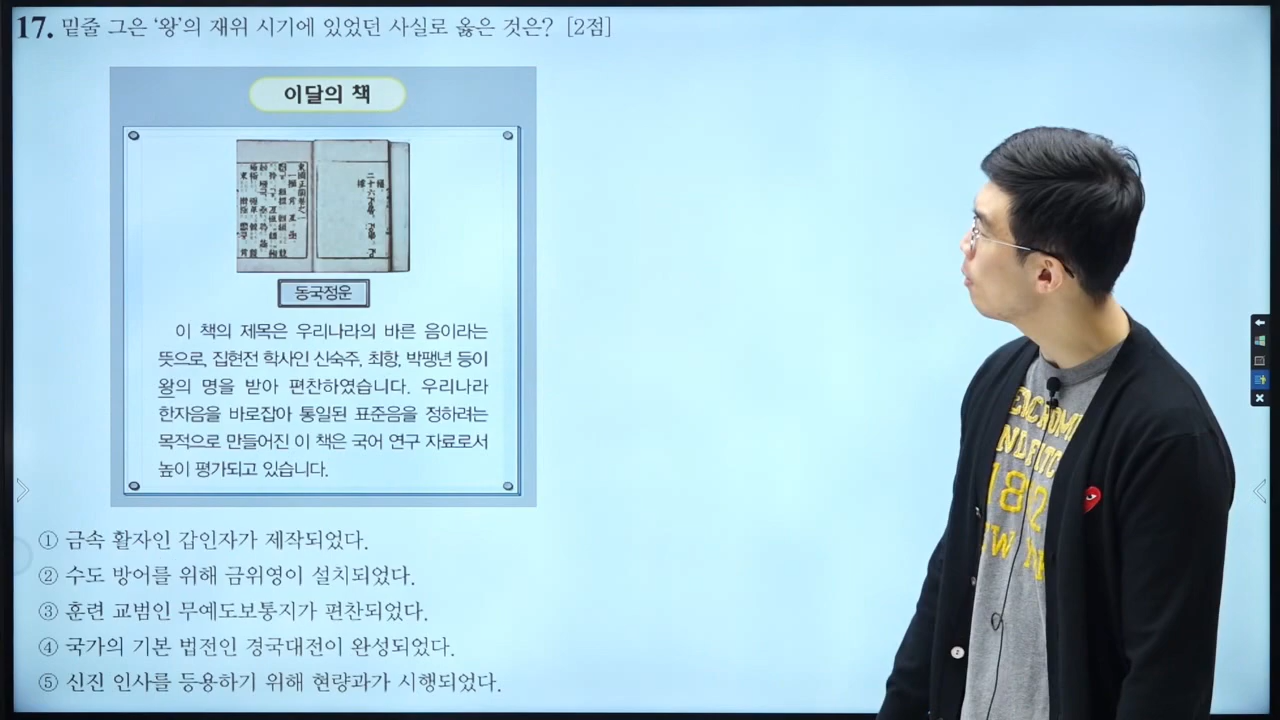 17. 밑줄 그은 ‘왕’의 재위 시기에 있었던 사실로 옳은 것은? [2점]
이달의 책
동국정운
이 책의 제목은 우리나라의 바른 음이라는
뜻으로, 집현전 학사인 신숙주, 최항, 박팽년 등이
왕의 명을 받아 편찬하였습니다. 우리나라
한자음을 바로잡아 통일된 표준음을 정하려는
목적으로 만들어진 이 책은 국어 연구 자료로서
높이 평가되고 있습니다.
① 금속 활자인 갑인자가 제작되었다.
② 수도 방어를 위해 금위영이 설치되었다.
③ 훈련 교범인 무예도보통지가 편찬되었다.
④ 국가의 기본 법전인 경국대전이 완성되었다.
⑤ 신진 인사를 등용하기 위해 현량과가 시행되었다.